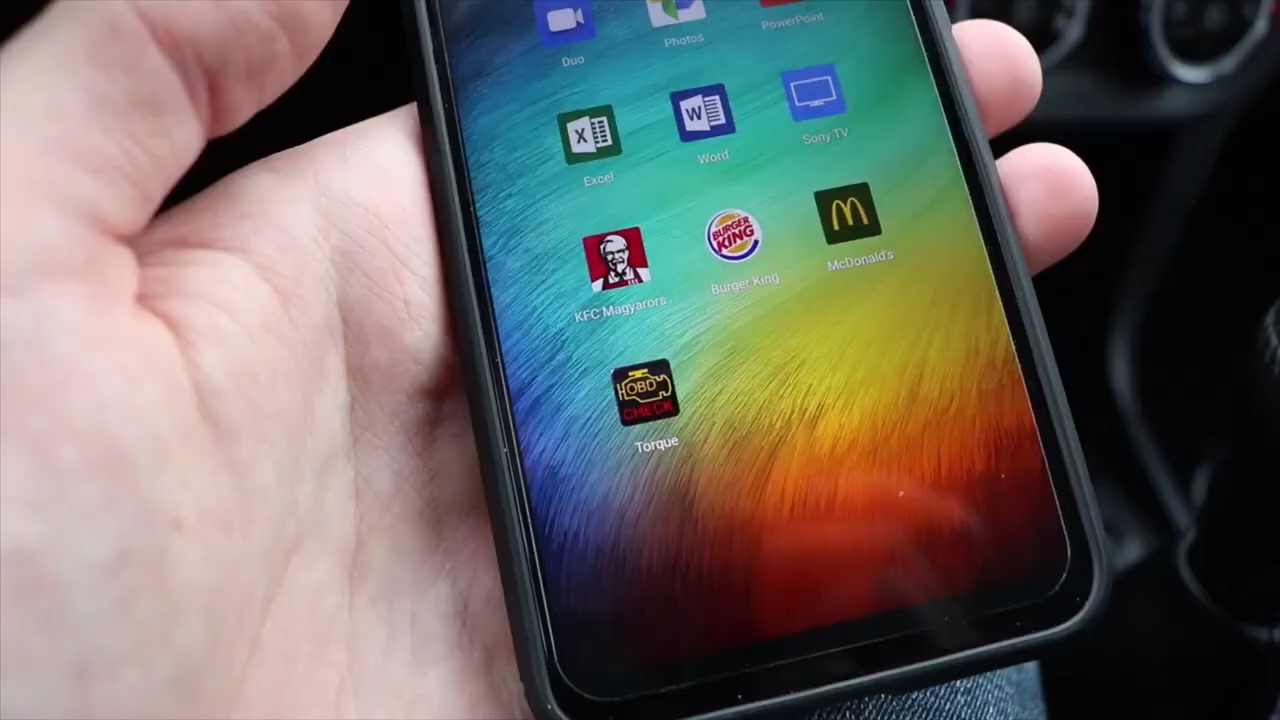 Duo
Photos
PowerPoint
X
W
Excel
Word
Sony TV
BURGER
KING
KFC Magyarors..
Burger King
McDonald's
OBD
CHECK
Torque